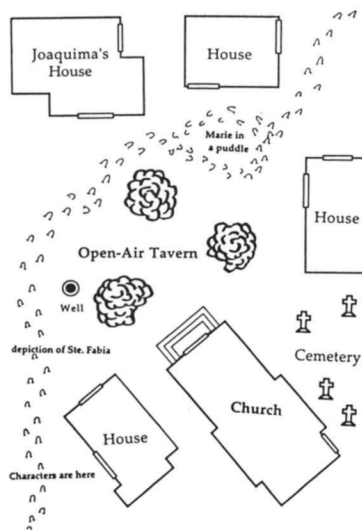 Joaquima's
House
House
Marie in
a puddle
House
Open-Air Tavern
Well
depiction of Ste. Fabia
Cemetery
Church
House
Characters are here